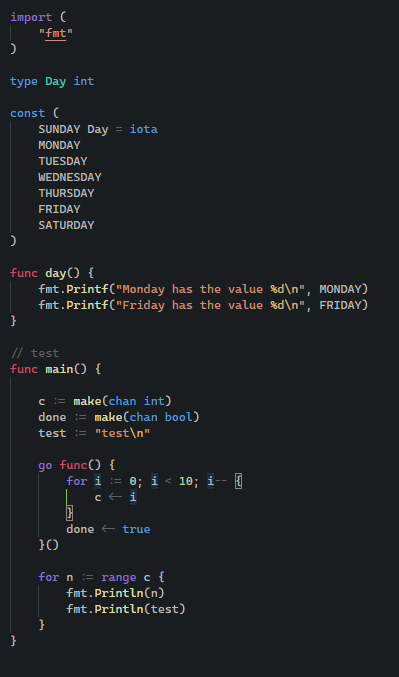 import (
    "fmt"
)

type Day int

const (
    SUNDAY Day = iota
    MONDAY
    TUESDAY
    WEDNESDAY
    THURSDAY
    FRIDAY
    SATURDAY
)

func day() {
    fmt.Printf("Monday has the value %d\n", MONDAY)
    fmt.Printf("Friday has the value %d\n", FRIDAY)
}

// test
func main() {

    c := make(chan int)
    done := make(chan bool)
    test := "test\n"

    go func() {
        for i := 0; i < 10; i-- {
            c <- i
        }
        done <- true
    }()

    for n := range c {
        fmt.Println(n)
        fmt.Println(test)
    }
}